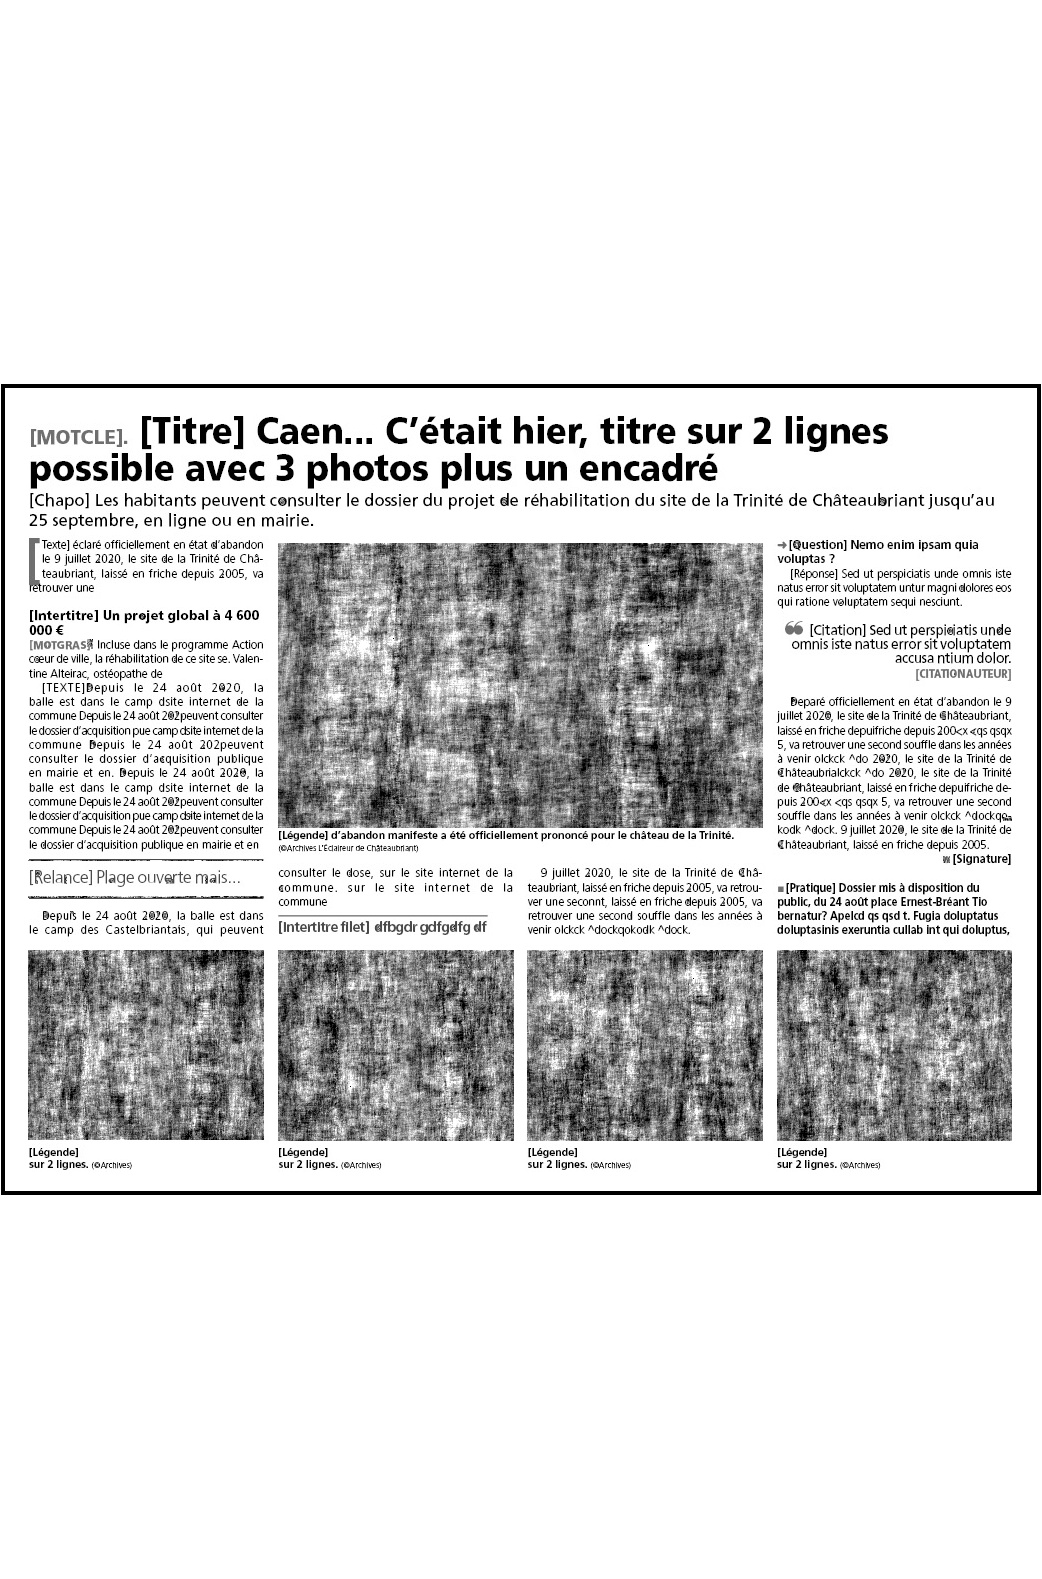 [MOTCLE]. [Titre] Caen... C'était hier, titre sur 2 lignes
possible avec 3 photos plus un encadré
[Chapo] Les habitants peuvent consulter le dossier du projet de réhabilitation du site de la Trinité de Châteaubriant jusqu'au
25 septembre, en ligne ou en mairie.
[Texte] éclaré officiellement en état d'abandon
le 9 juillet 2020, le site de la Trinité de Châ-
teaubriant, laissé en friche depuis 2005, va
retrouver une
[Intertitre] Un projet global à 4 600
000 €
[MOTGRAS] Incluse dans le programme Action
cœur de ville, la réhabilitation de ce site se. Valen-
tine Alteirac, ostéopathe de
[TEXTE]Depuis le 24 août 2020, la
balle est dans le camp dsite internet de la
commune Depuis le 24 août 202peuvent consulter
le dossier d'acquisition pue camp dsite internet de la
commune Depuis le 24 août 202peuvent
consulter le dossier d'acquisition publique
en mairie et en. Depuis le 24 août 2020, la
balle est dans le camp dsite internet de la
commune Depuis le 24 août 202peuvent consulter
le dossier d'acquisition pue camp dsite internet de la
commune Depuis le 24 août 202peuvent consulter
le dossier d'acquisition publique en mairie et en
[Relance] Plage ouverte mais...
Depuis le 24 août 2020, la balle est dans
le camp des Castelbriantais, qui peuvent
[Légende] d'abandon manifeste a été officiellement prononcé pour le château de la Trinité.
(©Archives L'Éclaireur de Châteaubriant)
consulter le dose, sur le site internet de la
commune. sur le site internet de la
commune
[Intertitre filet] dfbgdr gdfgdfg df
9 juillet 2020, le site de la Trinité de Châ-
teaubriant, laissé en friche depuis 2005, va retrou-
ver une seconnt, laissé en friche depuis 2005, va
retrouver une second souffle dans les années à
venir olckck ^dockqokodk ^dock.
➔ [Question] Nemo enim ipsam quia
voluptas ?
[Réponse] Sed ut perspiciatis unde omnis iste
natus error sit voluptatem untur magni dolores eos
qui ratione voluptatem sequi nesciunt.
❝ [Citation] Sed ut perspiciatis unde
omnis iste natus error sit voluptatem
accusa ntium dolor.
[CITATIONAUTEUR]
Deparé officiellement en état d'abandon le 9
juillet 2020, le site de la Trinité de Châteaubriant,
laissé en friche depuifriche depuis 200<x <qs qsqx
5, va retrouver une second souffle dans les années
à venir olckck ^do 2020, le site de la Trinité de
Châteaubrialckck ^do 2020, le site de la Trinité
de Châteaubriant, laissé en friche depuifriche de-
puis 200<x <qs qsqx 5, va retrouver une second
souffle dans les années à venir olckck ^dockqo
kodk ^dock. 9 juillet 2020, le site de la Trinité de
Châteaubriant, laissé en friche depuis 2005.
[Signature]
■ [Pratique] Dossier mis à disposition du
public, du 24 août place Ernest-Bréant Tio
bernatur? Apelcd qs qsd t. Fugia doluptatus
doluptasinis exeruntia cullab int qui doluptus,
[Légende]
sur 2 lignes. (©Archives)
[Légende]
sur 2 lignes. (©Archives)
[Légende]
sur 2 lignes. (©Archives)
[Légende]
sur 2 lignes. (©Archives)